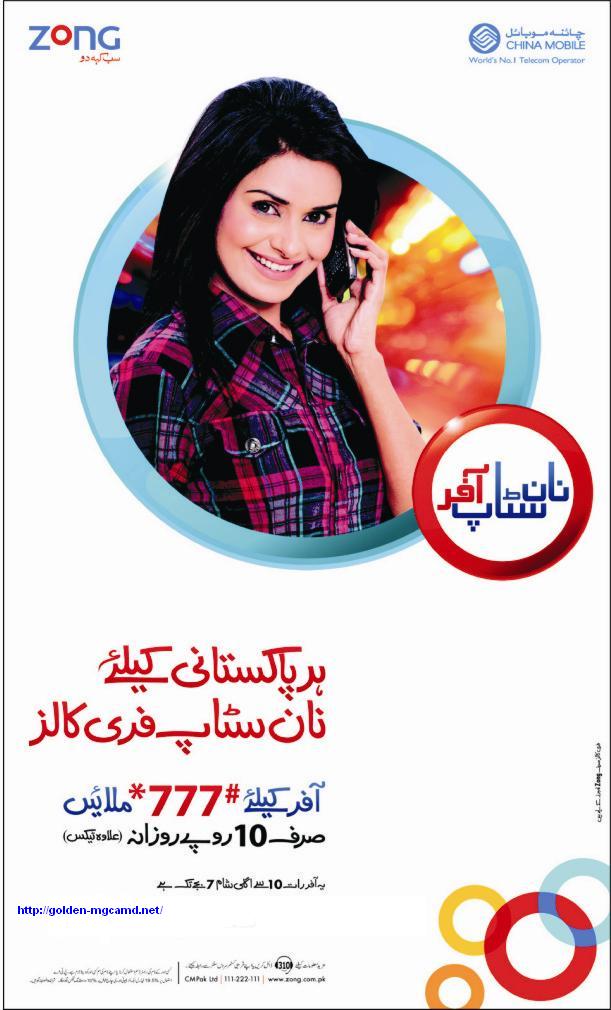 ZONG
سب کہہ دو
چائنہ موبائل
CHINA MOBILE
World's No.1 Telecom Operator
نان سٹاپ آفر
ہر پاکستانی کیلئے
نان سٹاپ فری کالز
آفر کیلئے #777* ملائیں
صرف 10 روپے روزانہ (علاوہ ٹیکس)
یہ آفر رات 10 سے اگلی شام 7 بجے تک ہے
http://golden-mgcamd.net/
CMPak Ltd | 111-222-111 | www.zong.com.pk